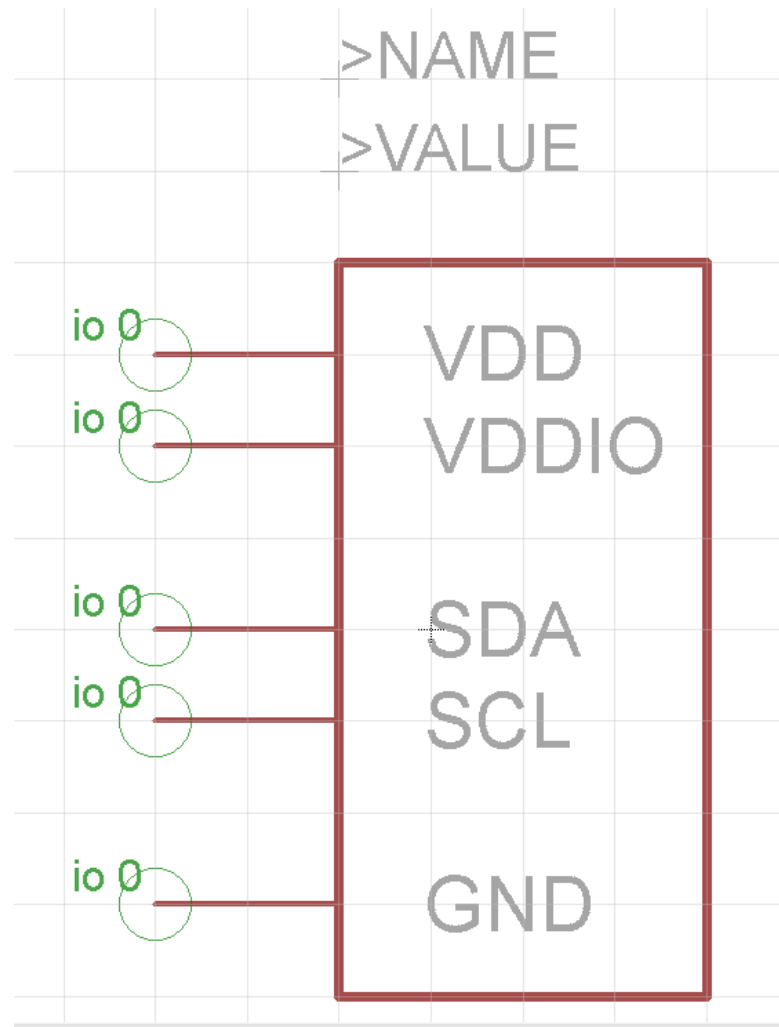 >NAME
>VALUE
io 0 VDD
io 0 VDDIO
io 0 SDA
io 0 SCL
io 0 GND